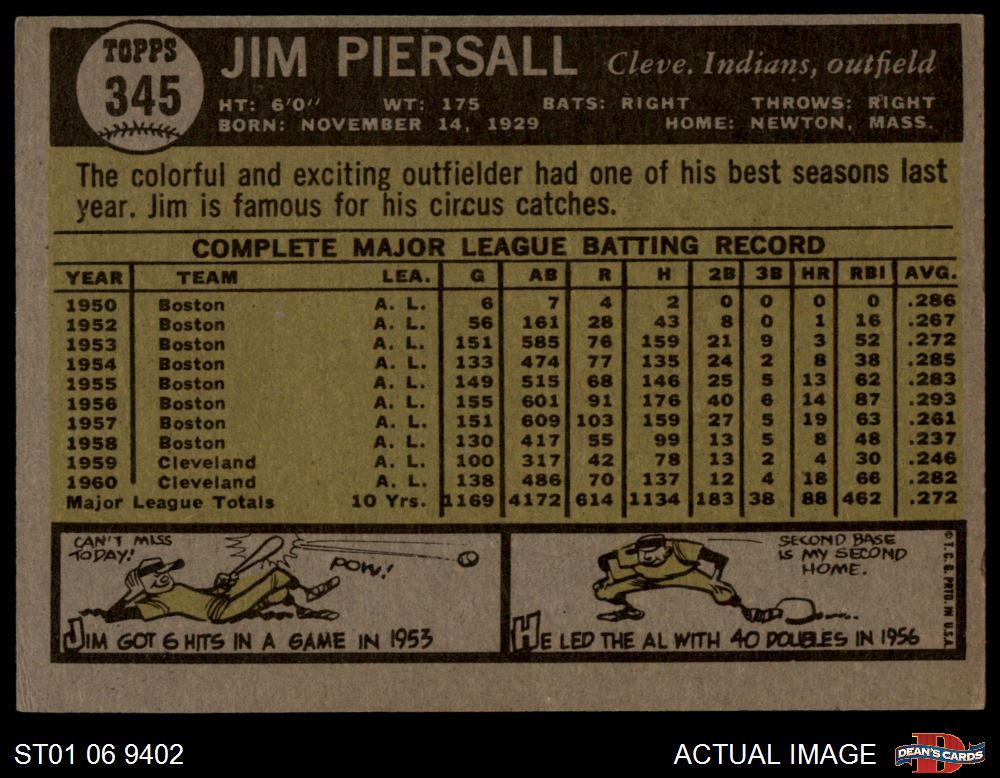 TOPPS
345
JIM PIERSALL Cleve. Indians, outfield
HT: 6'0" WT: 175 BATS: RIGHT THROWS: RIGHT
BORN: NOVEMBER 14, 1929 HOME: NEWTON, MASS.
The colorful and exciting outfielder had one of his best seasons last
year. Jim is famous for his circus catches.
COMPLETE MAJOR LEAGUE BATTING RECORD
YEAR TEAM LEA. G AB R H 2B 3B HR RBI AVG.
1950 Boston A. L. 6 7 4 2 0 0 0 0 .286
1952 Boston A. L. 56 161 28 43 8 0 1 16 .267
1953 Boston A. L. 151 585 76 159 21 9 3 52 .272
1954 Boston A. L. 133 474 77 135 24 2 8 38 .285
1955 Boston A. L. 149 515 68 146 25 5 13 62 .283
1956 Boston A. L. 155 601 91 176 40 6 14 87 .293
1957 Boston A. L. 151 609 103 159 27 5 19 63 .261
1958 Boston A. L. 130 417 55 99 13 5 8 48 .237
1959 Cleveland A. L. 100 317 42 78 13 2 4 30 .246
1960 Cleveland A. L. 138 486 70 137 12 4 18 66 .282
Major League Totals 10 Yrs. 1169 4172 614 1134 183 38 88 462 .272
CAN'T MISS
TODAY!
POW!
JIM GOT 6 HITS IN A GAME IN 1953
SECOND BASE
IS MY SECOND
HOME.
HE LED THE AL WITH 40 DOUBLES IN 1956
© T. C. G. PRTD. IN U.S.A.
ST01 06 9402
ACTUAL IMAGE
D
DEAN'S CARDS